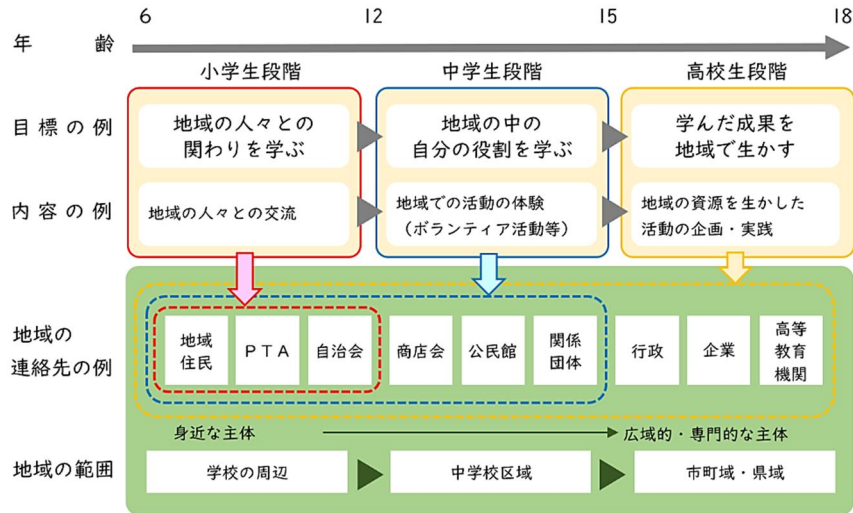 6 12 15 18
年齢
小学生段階 中学生段階 高校生段階
目標の例
地域の人々との
関わりを学ぶ
地域の中の
自分の役割を学ぶ
学んだ成果を
地域で生かす
内容の例
地域の人々との交流
地域での活動の体験
（ボランティア活動等）
地域の資源を生かした
活動の企画・実践
地域の
連絡先の例
地域
住民
ＰＴＡ
自治会
商店会
公民館
関係
団体
行政
企業
高等
教育
機関
身近な主体 広域的・専門的な主体
地域の範囲
学校の周辺
中学校区域
市町域・県域